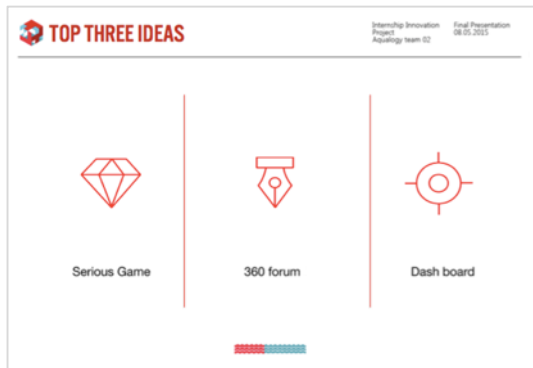 TOP THREE IDEAS
Internship Innovation
Project
Aqualogy team 02
Final Presentation
08.05.2015
Serious Game
360 forum
Dash board